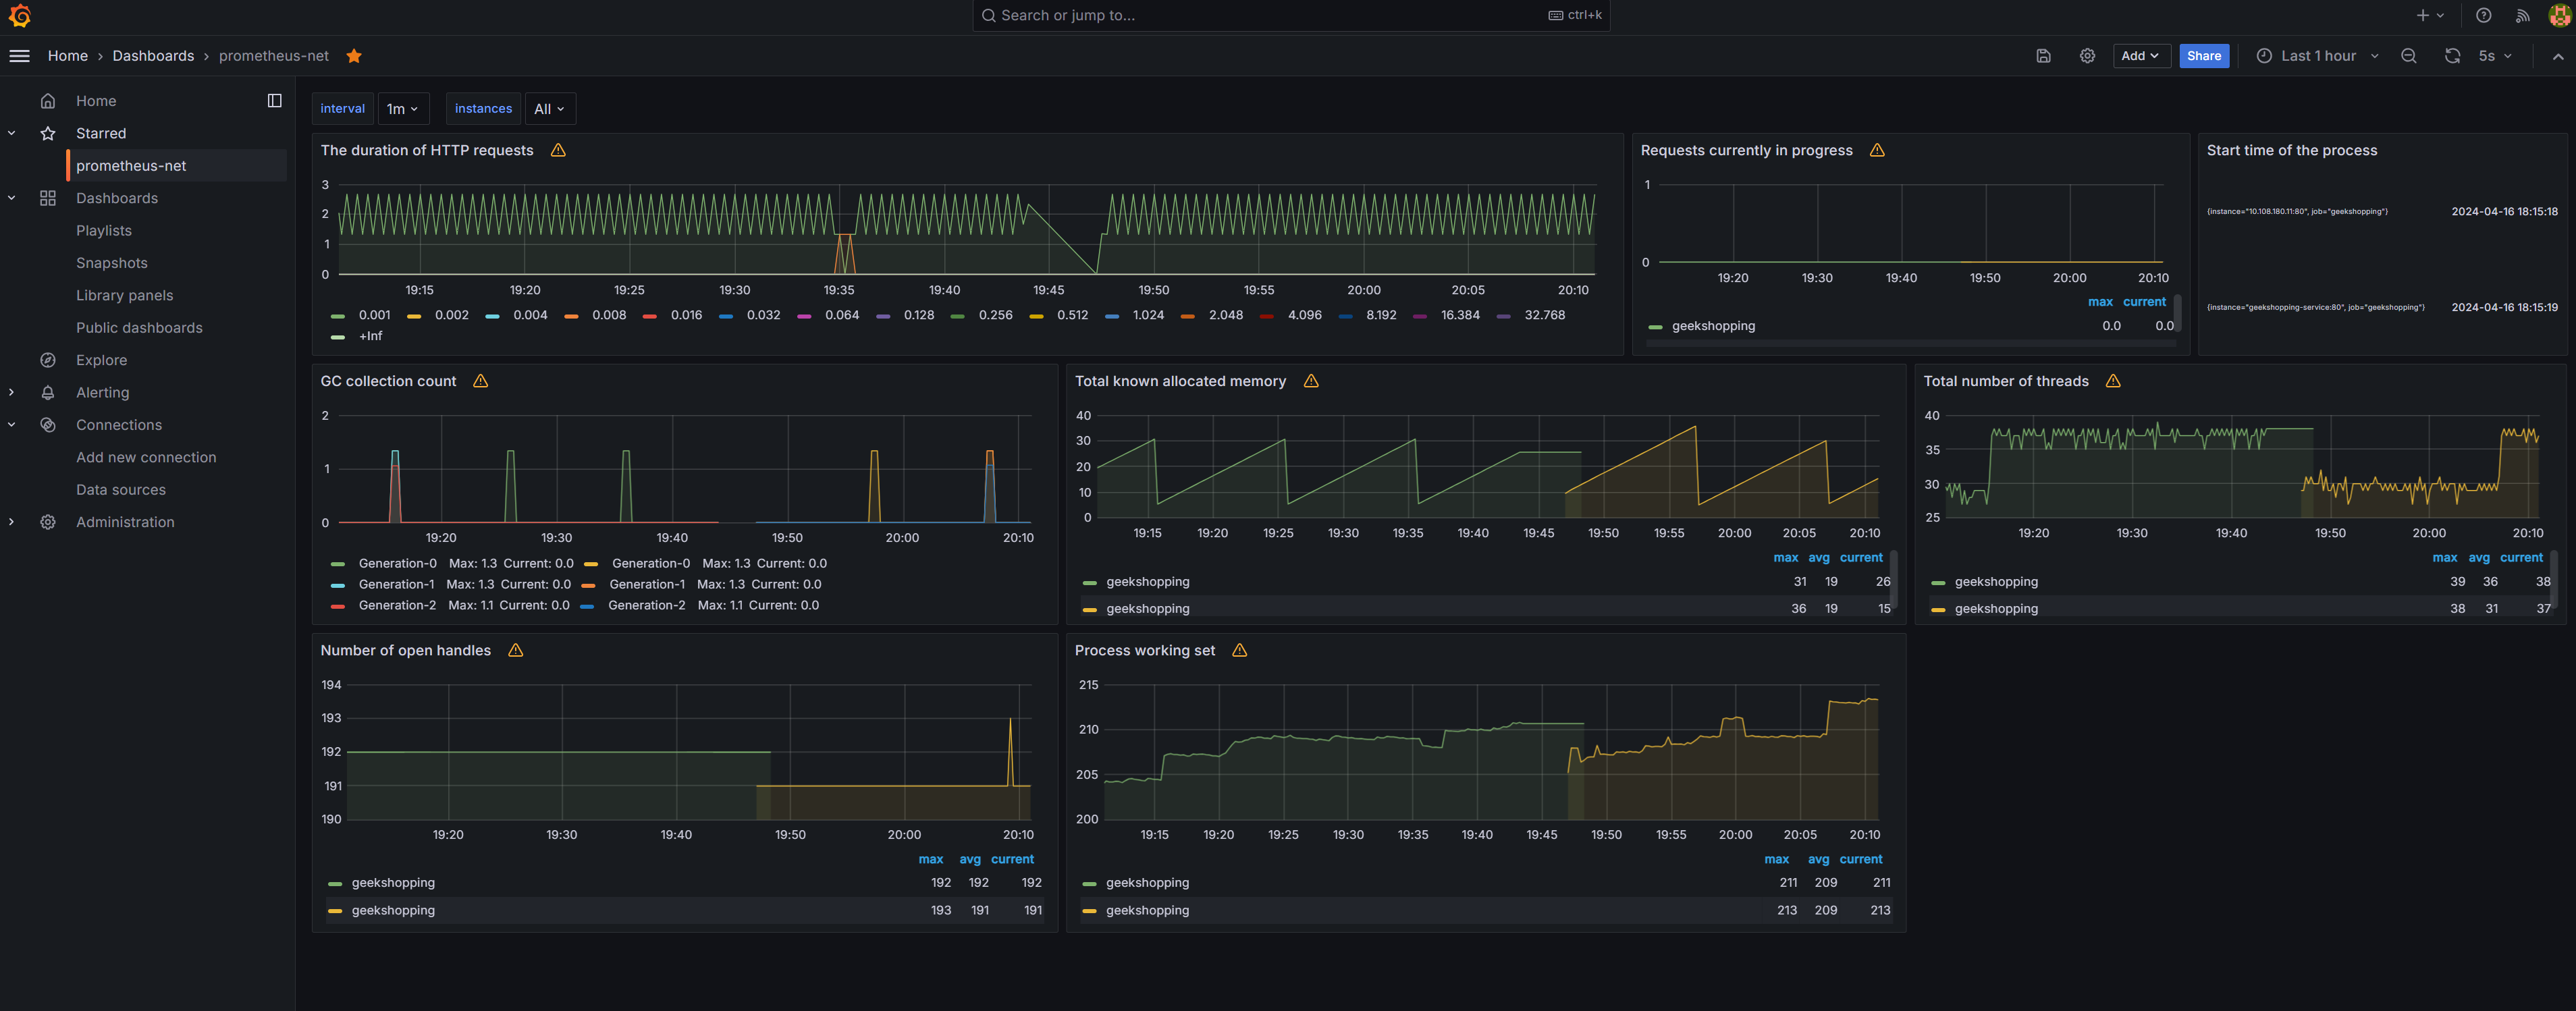 Search or jump to... ctrl+k
Home › Dashboards › prometheus-net Add Share Last 1 hour 5s
Home
Starred
prometheus-net
Dashboards
Playlists
Snapshots
Library panels
Public dashboards
Explore
Alerting
Connections
Add new connection
Data sources
Administration
interval 1m instances All
The duration of HTTP requests
3
2
1
0
19:15 19:20 19:25 19:30 19:35 19:40 19:45 19:50 19:55 20:00 20:05 20:10
0.001 0.002 0.004 0.008 0.016 0.032 0.064 0.128 0.256 0.512 1.024 2.048 4.096 8.192 16.384 32.768
+Inf
Requests currently in progress
1
0
19:20 19:30 19:40 19:50 20:00 20:10
max current
geekshopping 0.0 0.0
Start time of the process
{instance="10.108.180.11:80", job="geekshopping"} 2024-04-16 18:15:18
{instance="geekshopping-service:80", job="geekshopping"} 2024-04-16 18:15:19
GC collection count
2
1
0
19:20 19:30 19:40 19:50 20:00 20:10
Generation-0 Max: 1.3 Current: 0.0 Generation-0 Max: 1.3 Current: 0.0
Generation-1 Max: 1.3 Current: 0.0 Generation-1 Max: 1.3 Current: 0.0
Generation-2 Max: 1.1 Current: 0.0 Generation-2 Max: 1.1 Current: 0.0
Total known allocated memory
40
30
20
10
0
19:15 19:20 19:25 19:30 19:35 19:40 19:45 19:50 19:55 20:00 20:05 20:10
max avg current
geekshopping 31 19 26
geekshopping 36 19 15
Total number of threads
40
35
30
25
19:20 19:30 19:40 19:50 20:00 20:10
max avg current
geekshopping 39 36 38
geekshopping 38 31 37
Number of open handles
194
193
192
191
190
19:20 19:30 19:40 19:50 20:00 20:10
max avg current
geekshopping 192 192 192
geekshopping 193 191 191
Process working set
215
210
205
200
19:15 19:20 19:25 19:30 19:35 19:40 19:45 19:50 19:55 20:00 20:05 20:10
max avg current
geekshopping 211 209 211
geekshopping 213 209 213